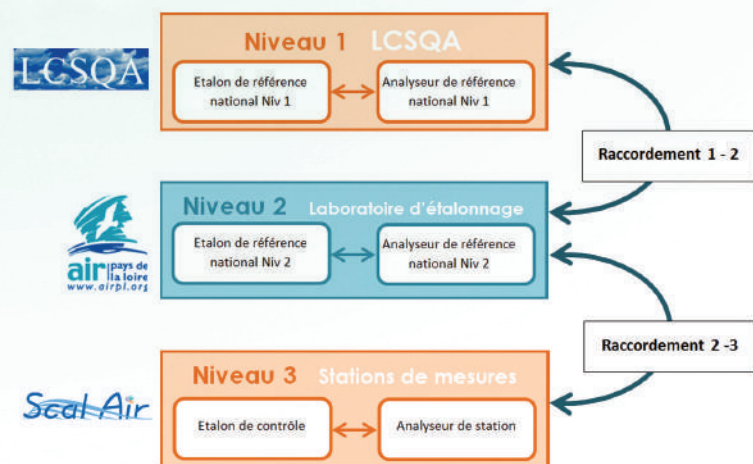 LCSQA
Niveau 1 LCSQA
Etalon de référence
national Niv 1
Analyseur de référence
national Niv 1
Raccordement 1 - 2
air pays de
la loire
www.airpl.org
Niveau 2 Laboratoire d'étalonnage
Etalon de référence
national Niv 2
Analyseur de référence
national Niv 2
Raccordement 2 -3
Scal Air
Niveau 3 Stations de mesures
Etalon de contrôle
Analyseur de station